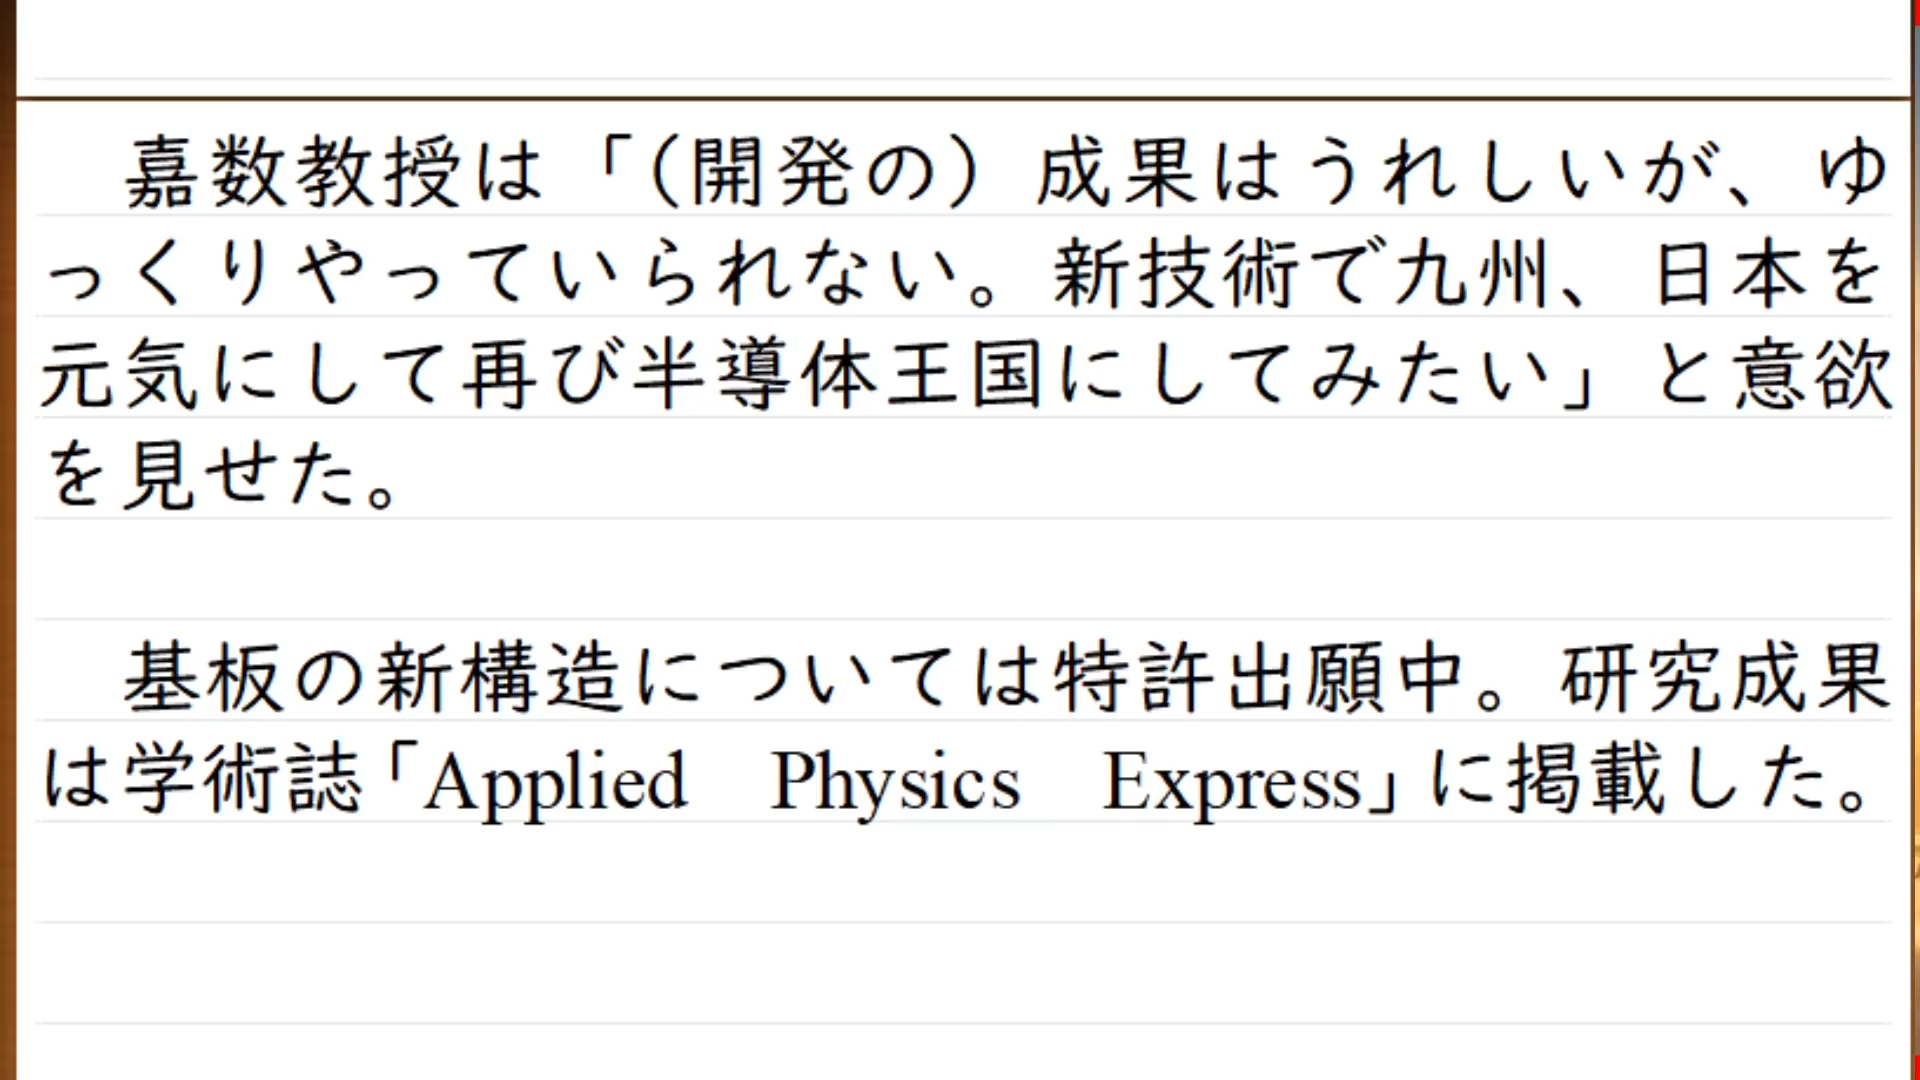 嘉数教授は「（開発の）成果はうれしいが、ゆ
っくりやっていられない。新技術で九州、日本を
元気にして再び半導体王国にしてみたい」と意欲
を見せた。
基板の新構造については特許出願中。研究成果
は学術誌「Applied　Physics　Express」に掲載した。